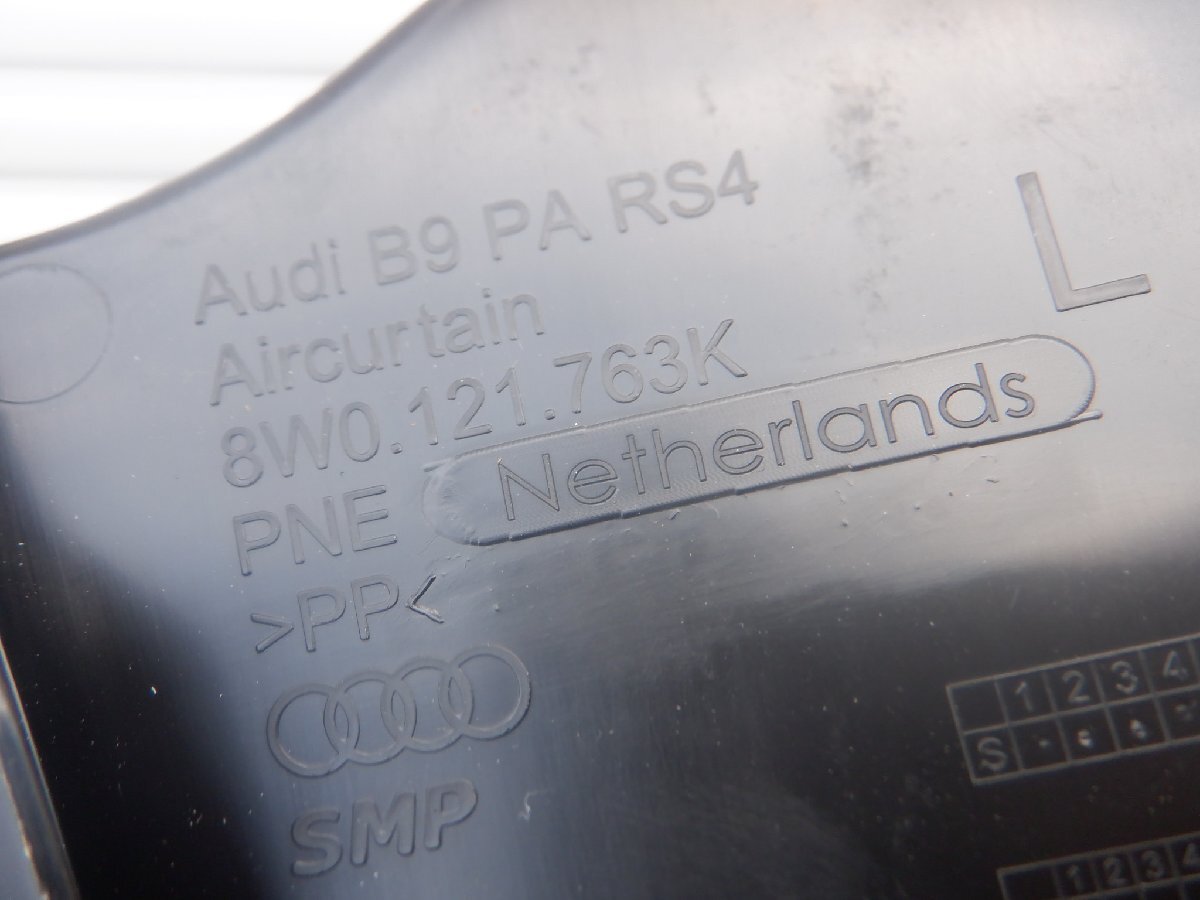 Audi B9 PA RS4
L
Aircurtain
8W0.121.763K
Netherlands
PNE
>PP<
SMP
1 2 3 4
S
1 2 3 4